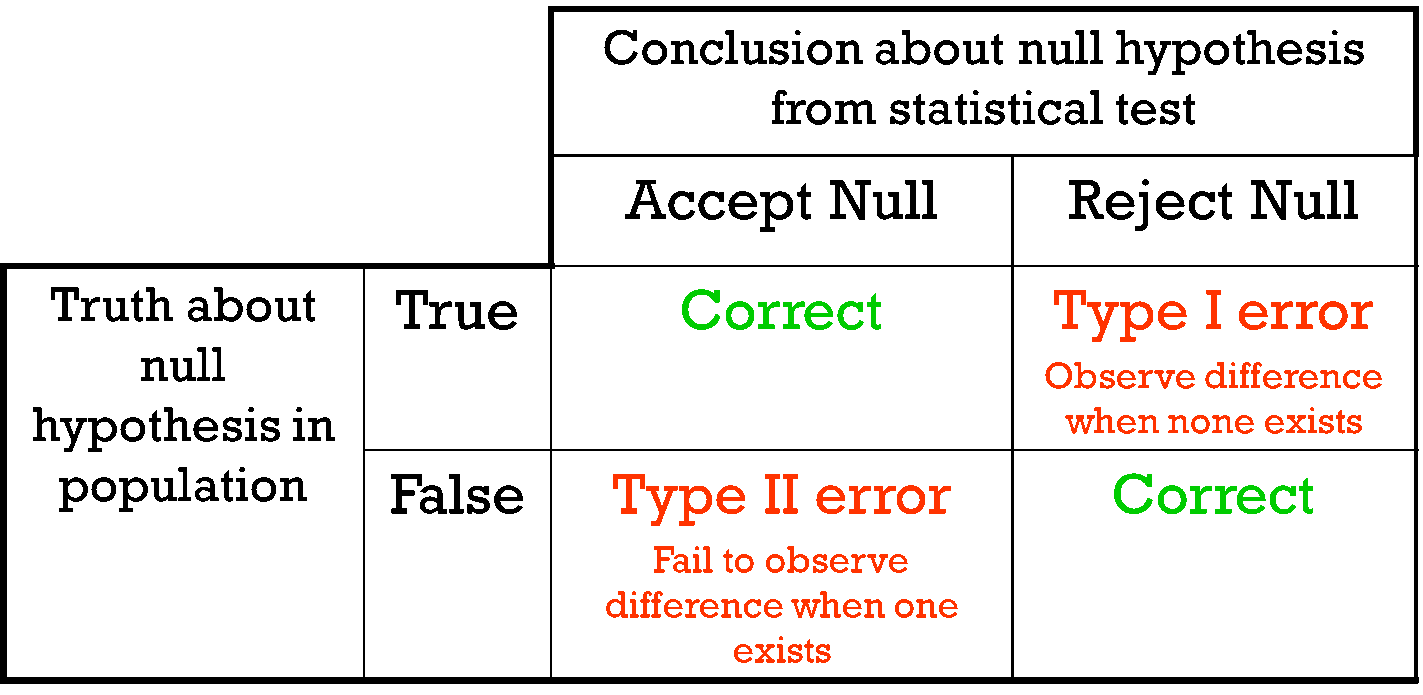 Conclusion about null hypothesis
from statistical test
Accept Null
Reject Null
Truth about
null
hypothesis in
population
True
Correct
Type I error
Observe difference
when none exists
False
Type II error
Fail to observe
difference when one
exists
Correct